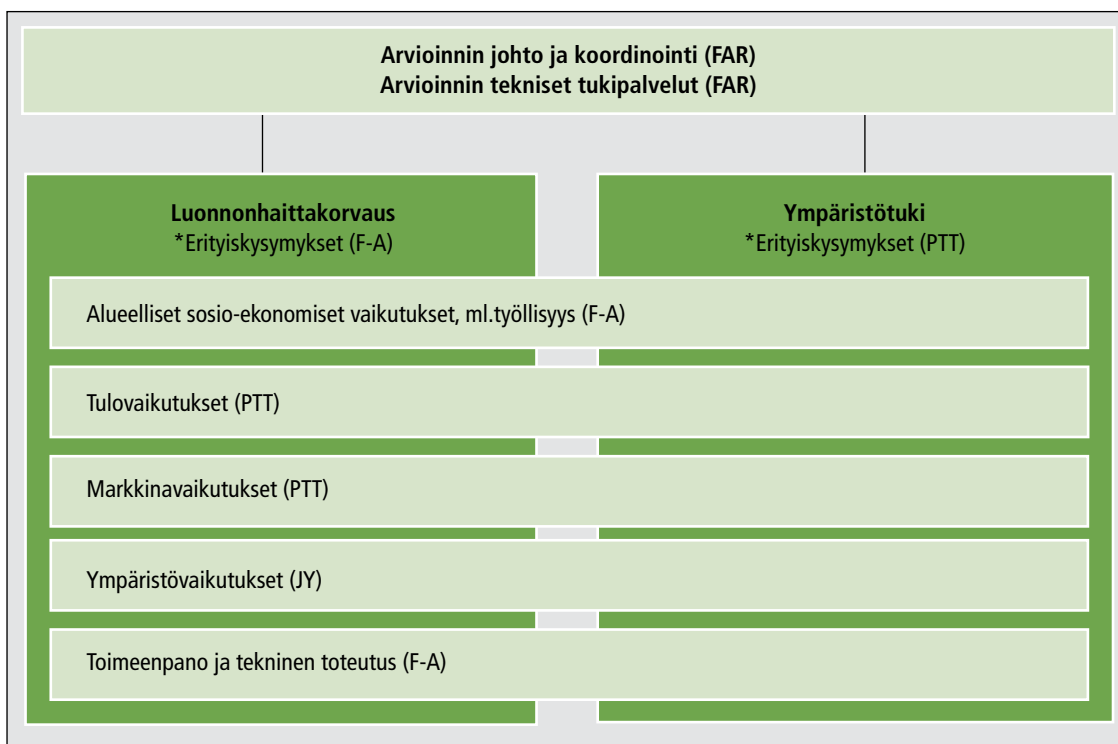 Arvioinnin johto ja koordinointi (FAR)
Arvioinnin tekniset tukipalvelut (FAR)
Luonnonhaittakorvaus
*Erityiskysymykset (F-A)
Ympäristötuki
*Erityiskysymykset (PTT)
Alueelliset sosio-ekonomiset vaikutukset, ml.työllisyys (F-A)
Tulovaikutukset (PTT)
Markkinavaikutukset (PTT)
Ympäristövaikutukset (JY)
Toimeenpano ja tekninen toteutus (F-A)